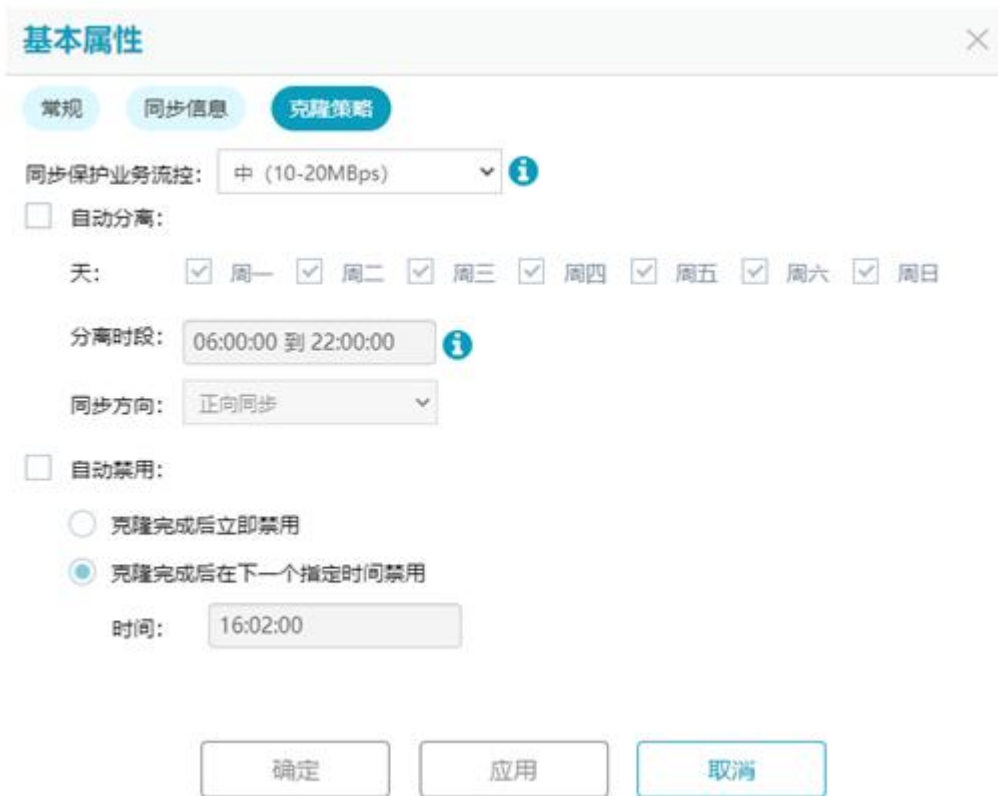 基本属性
常规 同步信息 克隆策略
同步保护业务流控： 中（10-20MBps）
自动分离：
天： 周一 周二 周三 周四 周五 周六 周日
分离时段： 06:00:00 到 22:00:00
同步方向： 正向同步
自动禁用：
克隆完成后立即禁用
克隆完成后在下一个指定时间禁用
时间： 16:02:00
确定 应用 取消